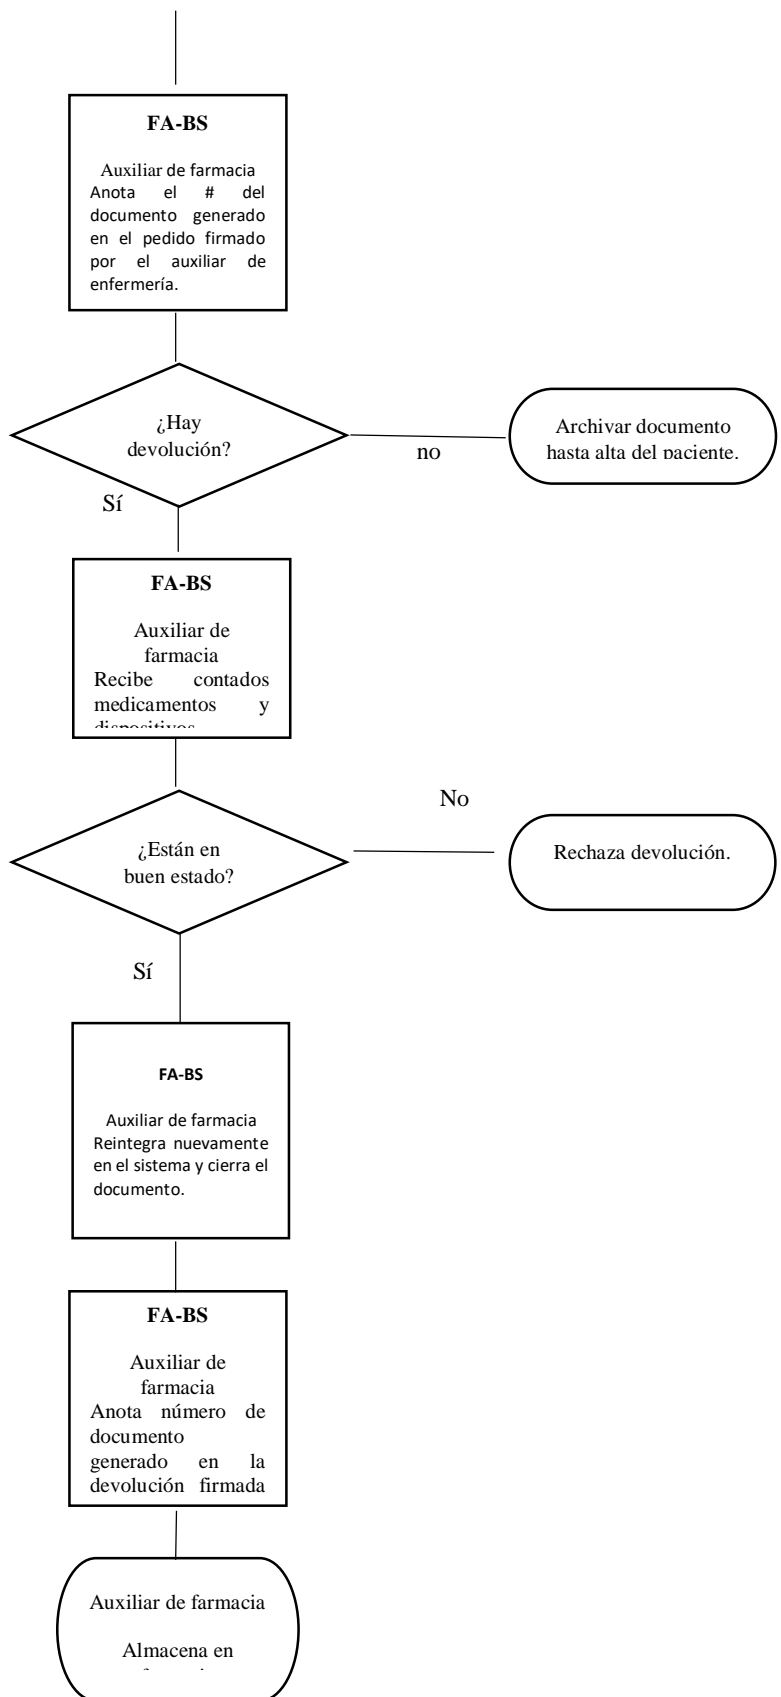 FA-BS
Auxiliar de farmacia
Anota el # del
documento generado
en el pedido firmado
por el auxiliar de
enfermería.
¿Hay
devolución?
no
Archivar documento
hasta alta del paciente.
Sí
FA-BS
Auxiliar de
farmacia
Recibe contados
medicamentos y
dispositivos
No
¿Están en
buen estado?
Rechaza devolución.
Sí
FA-BS
Auxiliar de farmacia
Reintegra nuevamente
en el sistema y cierra el
documento.
FA-BS
Auxiliar de
farmacia
Anota número de
documento
generado en la
devolución firmada
Auxiliar de farmacia
Almacena en